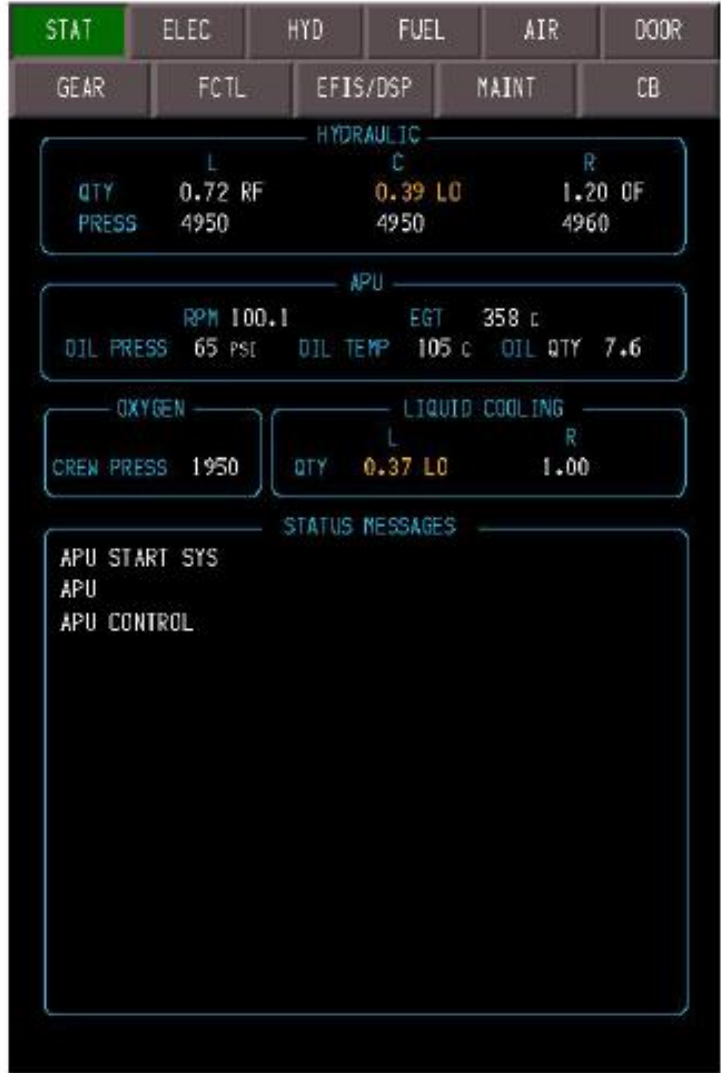 STAT ELEC HYD FUEL AIR DOOR
GEAR FCTL EFIS/DSP MAINT CB
HYDRAULIC
L C R
QTY 0.72 RF 0.39 LO 1.20 OF
PRESS 4950 4950 4960
APU
RPM 100.1 EGT 358 C
OIL PRESS 65 PSI OIL TEMP 105 C OIL QTY 7.6
OXYGEN LIQUID COOLING
L R
CREW PRESS 1950 QTY 0.37 LO 1.00
STATUS MESSAGES
APU START SYS
APU
APU CONTROL